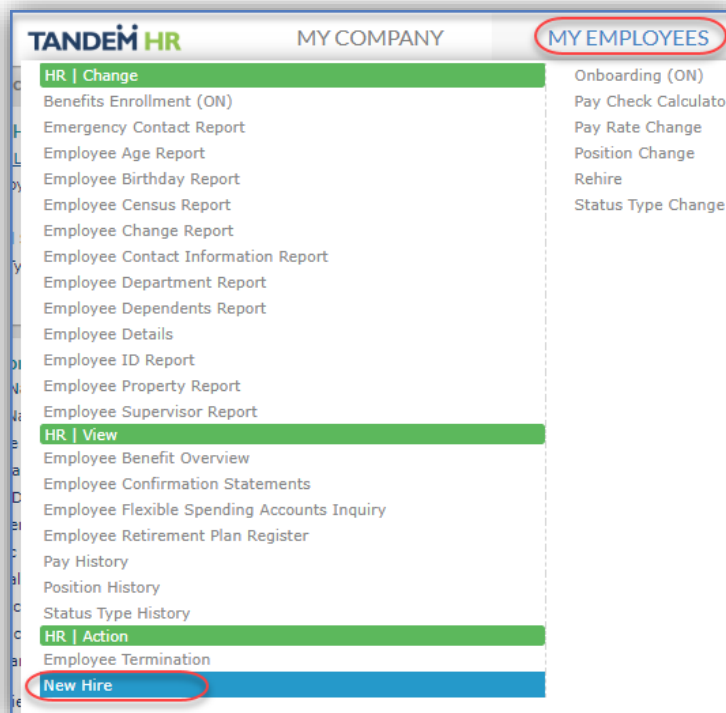 TANDEM HR
MY COMPANY
MY EMPLOYEES
HR | Change
Benefits Enrollment (ON)
Emergency Contact Report
Employee Age Report
Employee Birthday Report
Employee Census Report
Employee Change Report
Employee Contact Information Report
Employee Department Report
Employee Dependents Report
Employee Details
Employee ID Report
Employee Property Report
Employee Supervisor Report
HR | View
Employee Benefit Overview
Employee Confirmation Statements
Employee Flexible Spending Accounts Inquiry
Employee Retirement Plan Register
Pay History
Position History
Status Type History
HR | Action
Employee Termination
New Hire
Onboarding (ON)
Pay Check Calculato
Pay Rate Change
Position Change
Rehire
Status Type Change